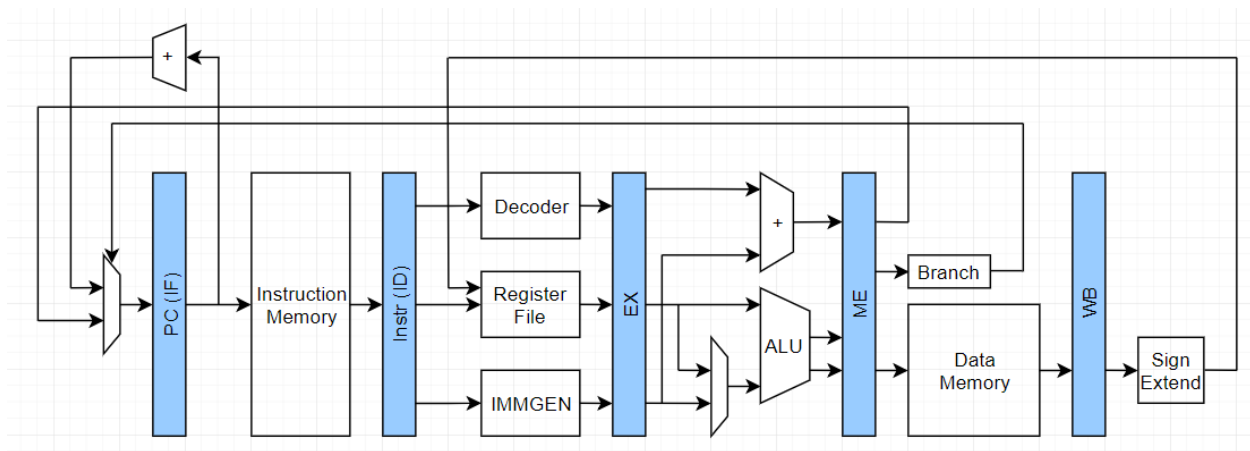 +
PC (IF)
Instruction
Memory
Instr (ID)
Decoder
Register
File
IMMGEN
EX
+
ALU
ME
Branch
Data
Memory
WB
Sign
Extend